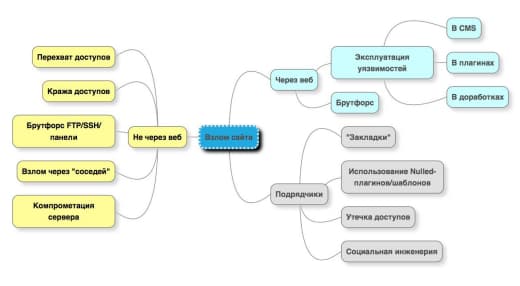 Перехват доступов
Кража доступов
Брутфорс FTP/SSH/
панели
Взлом через "соседей"
Компрометация
сервера
Не через веб
Взлом сайта
Через веб
Эксплуатация
уязвимостей
В CMS
В плагинах
В доработках
Брутфорс
Подрядчики
"Закладки"
Использование Nulled-
плагинов/шаблонов
Утечка доступов
Социальная инженерия